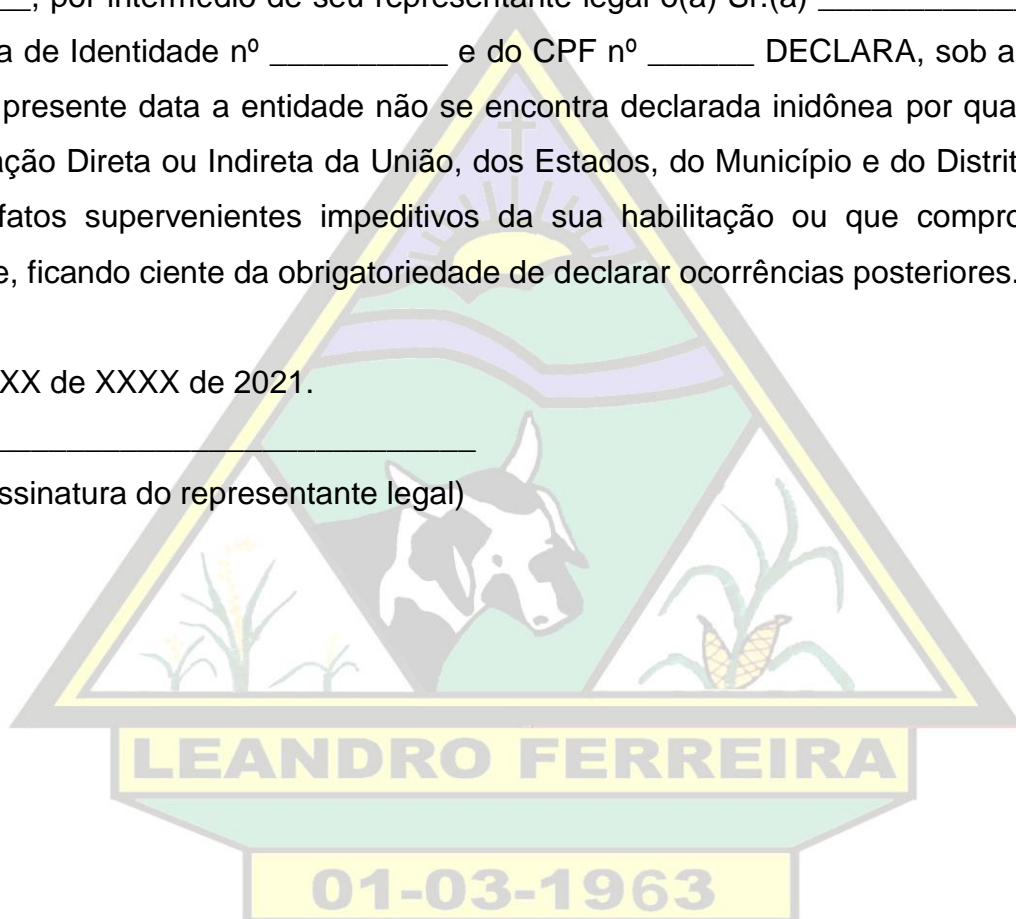 __, por intermédio de seu representante legal o(a) Sr.(a) ____________
a de Identidade nº __________ e do CPF nº ______ DECLARA, sob a
presente data a entidade não se encontra declarada inidônea por qua
ação Direta ou Indireta da União, dos Estados, do Município e do Distrit
fatos supervenientes impeditivos da sua habilitação ou que compro
e, ficando ciente da obrigatoriedade de declarar ocorrências posteriores.
XX de XXXX de 2021.
___________________________
ssinatura do representante legal)
LEANDRO FERREIRA
01-03-1963